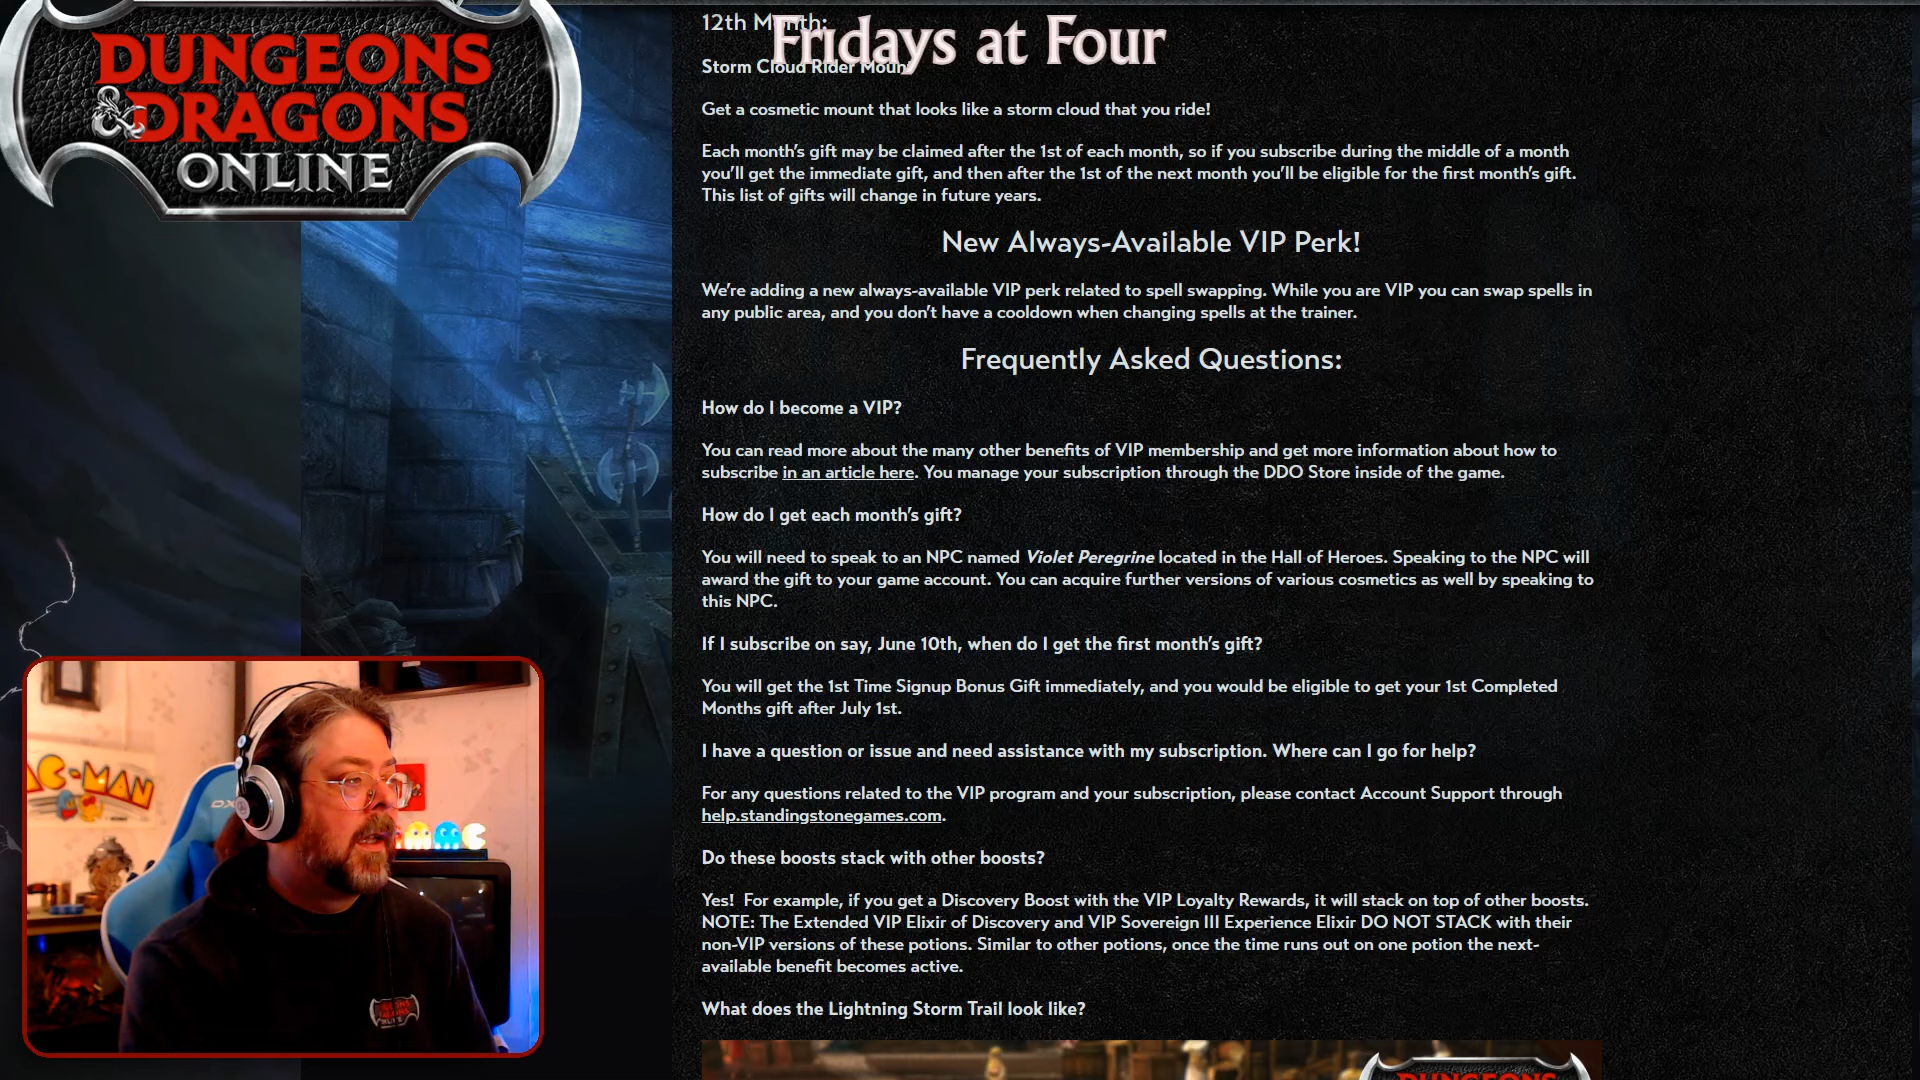 DUNGEONS
& DRAGONS
ONLINE
Fridays at Four
12th Month:
Storm Cloud Rider Mount
Get a cosmetic mount that looks like a storm cloud that you ride!
Each month's gift may be claimed after the 1st of each month, so if you subscribe during the middle of a month
you'll get the immediate gift, and then after the 1st of the next month you'll be eligible for the first month's gift.
This list of gifts will change in future years.
New Always-Available VIP Perk!
We're adding a new always-available VIP perk related to spell swapping. While you are VIP you can swap spells in
any public area, and you don't have a cooldown when changing spells at the trainer.
Frequently Asked Questions:
How do I become a VIP?
You can read more about the many other benefits of VIP membership and get more information about how to
subscribe in an article here. You manage your subscription through the DDO Store inside of the game.
How do I get each month's gift?
You will need to speak to an NPC named Violet Peregrine located in the Hall of Heroes. Speaking to the NPC will
award the gift to your game account. You can acquire further versions of various cosmetics as well by speaking to
this NPC.
If I subscribe on say, June 10th, when do I get the first month's gift?
You will get the 1st Time Signup Bonus Gift immediately, and you would be eligible to get your 1st Completed
Months gift after July 1st.
I have a question or issue and need assistance with my subscription. Where can I go for help?
For any questions related to the VIP program and your subscription, please contact Account Support through
help.standingstonegames.com.
Do these boosts stack with other boosts?
Yes!  For example, if you get a Discovery Boost with the VIP Loyalty Rewards, it will stack on top of other boosts.
NOTE: The Extended VIP Elixir of Discovery and VIP Sovereign III Experience Elixir DO NOT STACK with their
non-VIP versions of these potions. Similar to other potions, once the time runs out on one potion the next-
available benefit becomes active.
What does the Lightning Storm Trail look like?
AC-MAN
DX
DUNGEONS
DRAGONS
ONLINE
DUNGEONS